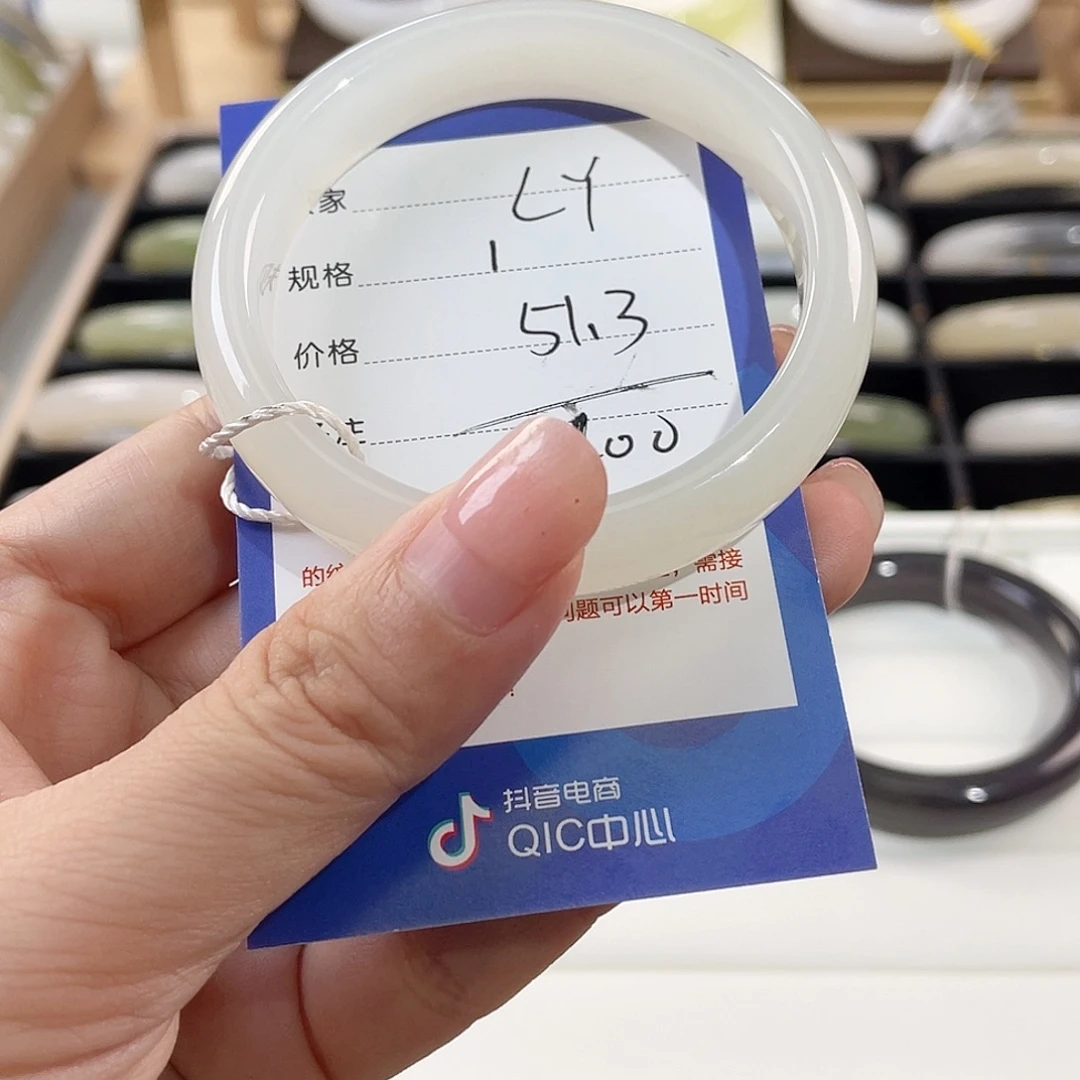 家 LY
规格 1
价格 51.3
注 00
的
需接
问题可以第一时间
抖音电商
QIC中心